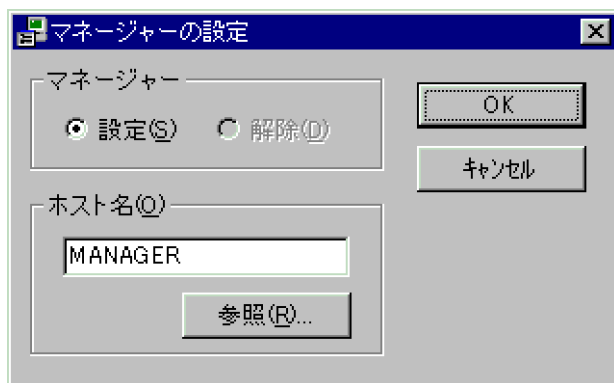 マネージャーの設定
マネージャー
設定(S)
解除(D)
OK
キャンセル
ホスト名(O)
MANAGER
参照(R)...